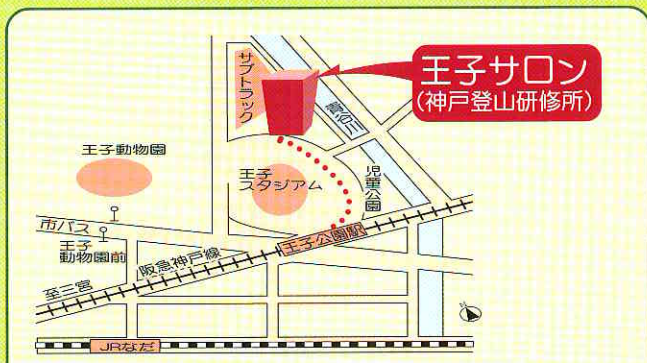 王子サロン
(神戸登山研修所)
サブトラック
青谷川
王子動物園
王子
スタジアム
児童
公園
市バス
王子
動物園前
王子公園駅
阪急神戸線
至三宮
JRなだ
N